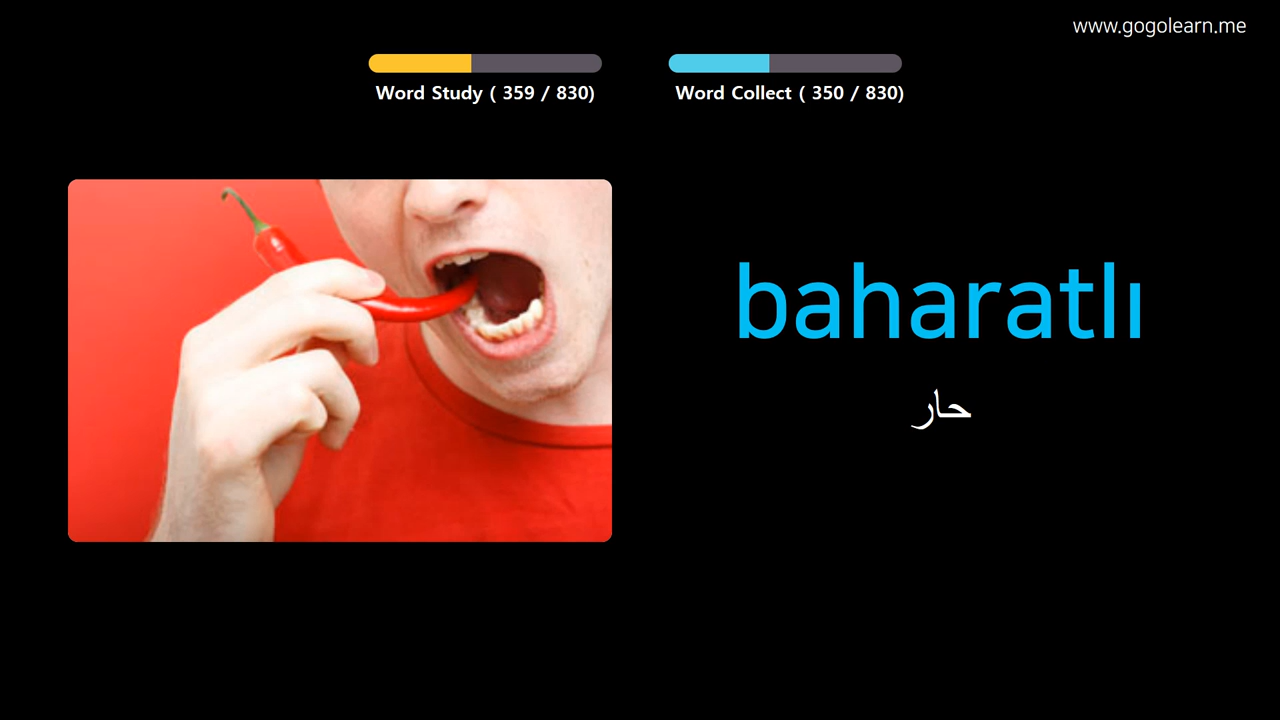 www.gogolearn.me
Word Study ( 359 / 830)
Word Collect ( 350 / 830)
baharatlı
حار